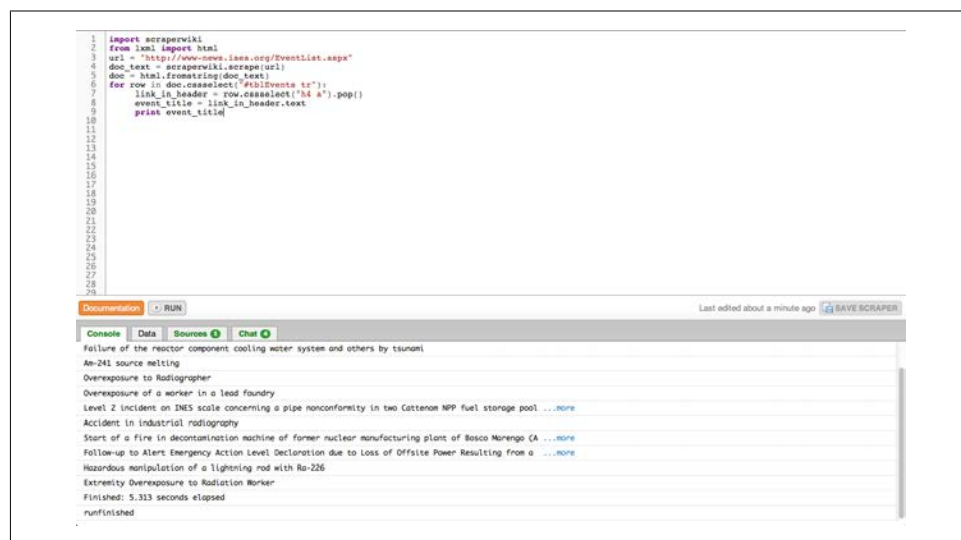 1 import scraperwiki
2 from lxml import html
3 url = "http://www-news.iaea.org/EventList.aspx"
4 doc_text = scraperwiki.scrape(url)
5 doc = html.fromstring(doc_text)
6 for row in doc.cssselect("#tblEvents tr"):
7 link_in_header = row.cssselect("h4 a").pop()
8 event_title = link_in_header.text
9 print event_title
10
11
12
13
14
15
16
17
18
19
20
21
22
23
24
25
26
27
28
29
Documentation RUN Last edited about a minute ago SAVE SCRAPER
Console Data Sources 1 Chat 4
Failure of the reactor component cooling water system and others by tsunami
Am-241 source melting
Overexposure to Radiographer
Overexposure of a worker in a lead foundry
Level 2 incident on INES scale concerning a pipe nonconformity in two Cattenom NPP fuel storage pool ...more
Accident in industrial radiography
Start of a fire in decontamination machine of former nuclear manufacturing plant of Bosco Marengo (A ...more
Follow-up to Alert Emergency Action Level Declaration due to Loss of Offsite Power Resulting from a ...more
Hazardous manipulation of a lightning rod with Ra-226
Extremity Overexposure to Radiation Worker
Finished: 5.313 seconds elapsed
runfinished